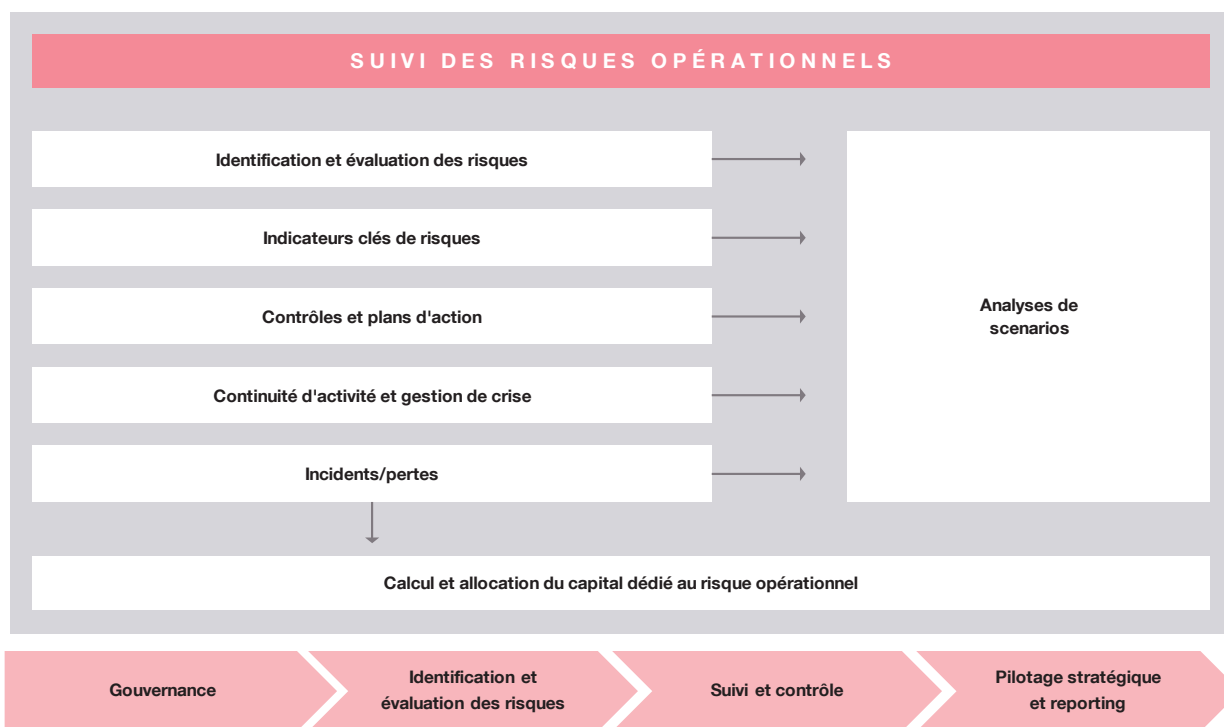 SUIVI DES RISQUES OPÉRATIONNELS
Identification et évaluation des risques
Indicateurs clés de risques
Contrôles et plans d'action
Continuité d'activité et gestion de crise
Incidents/pertes
Analyses de
scenarios
Calcul et allocation du capital dédié au risque opérationnel
Gouvernance
Identification et
évaluation des risques
Suivi et contrôle
Pilotage stratégique
et reporting